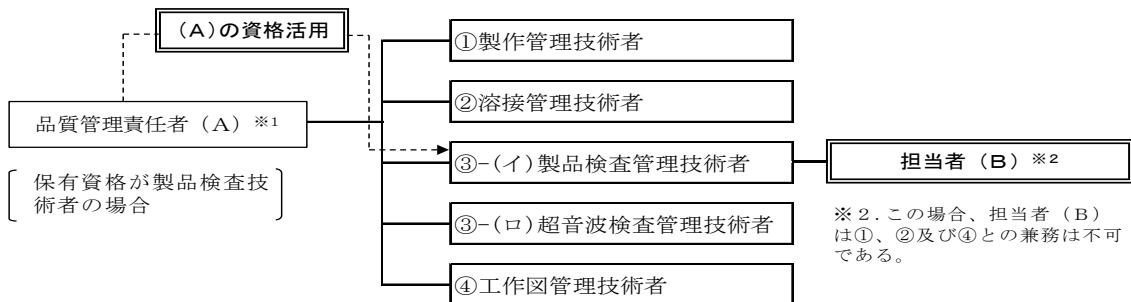 (A)の資格活用
①製作管理技術者
②溶接管理技術者
品質管理責任者（A）※1
③-(イ)製品検査管理技術者
担当者（B）※2
保有資格が製品検査技
術者の場合
③-(ロ)超音波検査管理技術者
※２.この場合、担当者（B）
は①、②及び④との兼務は不可
である。
④工作図管理技術者